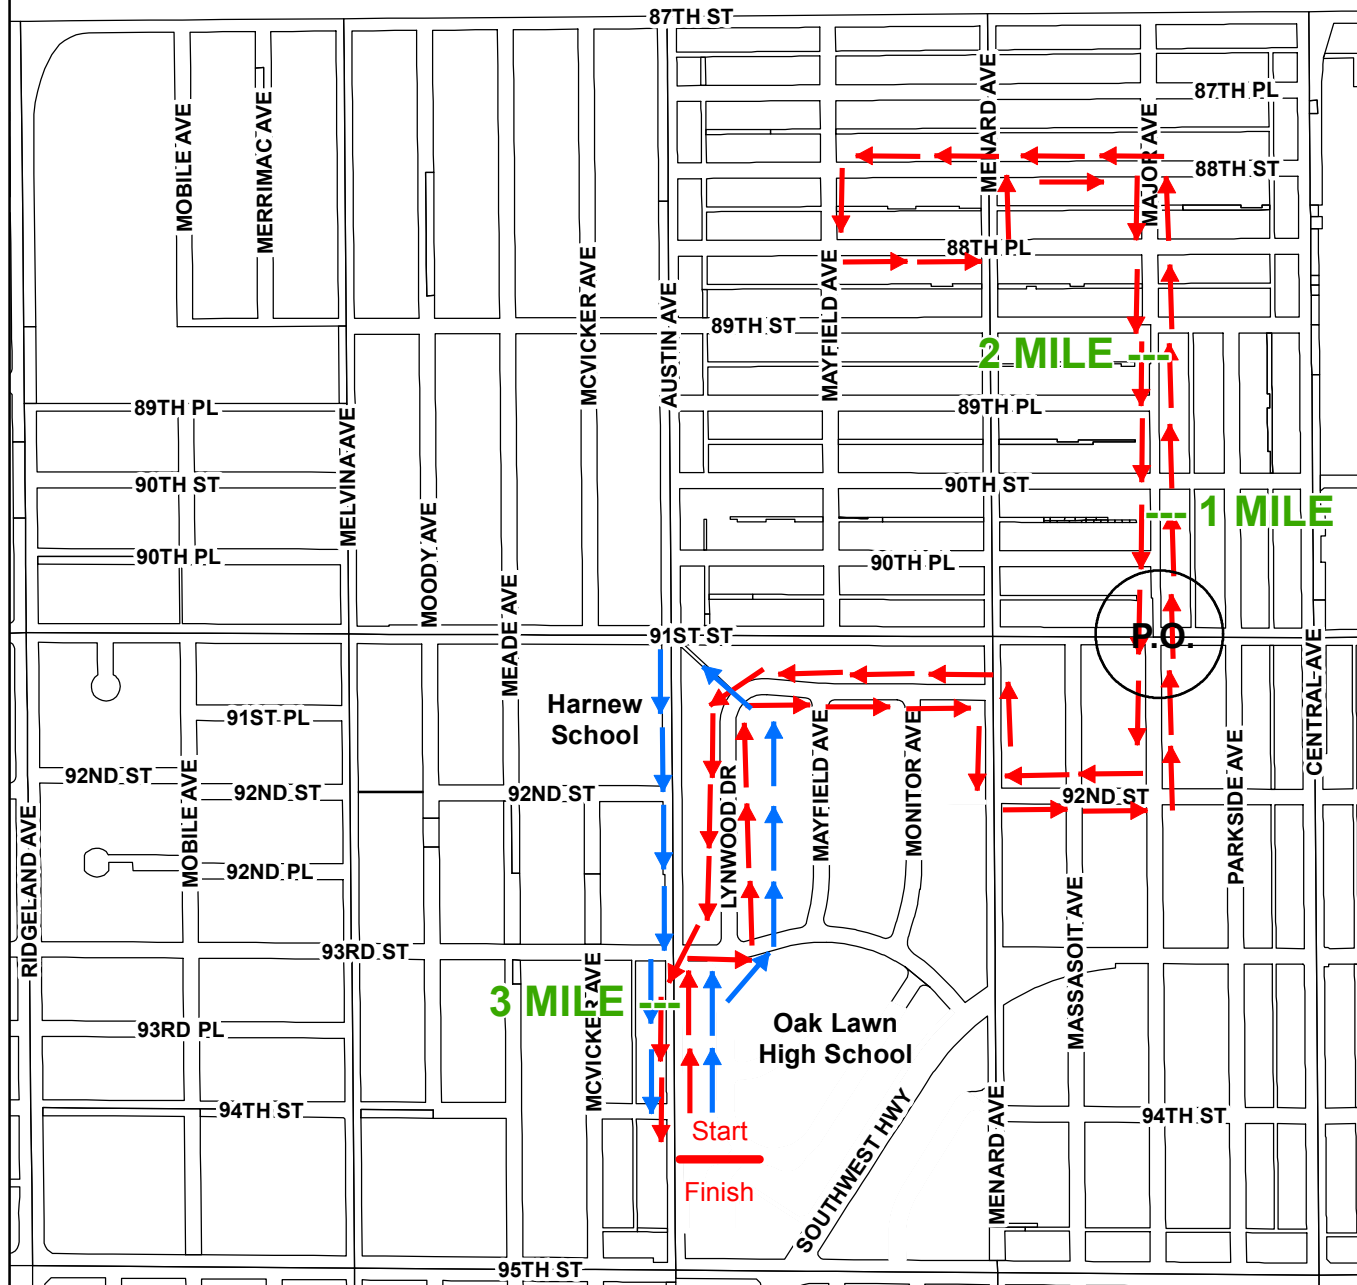 87TH ST
87TH PL
MENARD AVE
MOBILE AVE
MERRIMAC AVE
MAJOR AVE
88TH ST
88TH PL
MCVICKER AVE
AUSTIN AVE
MAYFIELD AVE
89TH ST
2 MILE ---
89TH PL
89TH PL
MELVINA AVE
90TH ST
90TH ST
--- 1 MILE
MOODY AVE
90TH PL
90TH PL
MEADE AVE
91ST ST
P.O.
CENTRAL AVE
Harnew
School
91ST PL
92ND ST
92ND ST
92ND ST
92ND ST
MOBILE AVE
LYNWOOD DR
MAYFIELD AVE
MONITOR AVE
PARKSIDE AVE
RIDGELAND AVE
92ND PL
93RD ST
MASSASOIT AVE
MCVICKER AVE
3 MILE ---
93RD PL
Oak Lawn
High School
94TH ST
94TH ST
Start
MENARD AVE
SOUTHWEST HWY
Finish
95TH ST